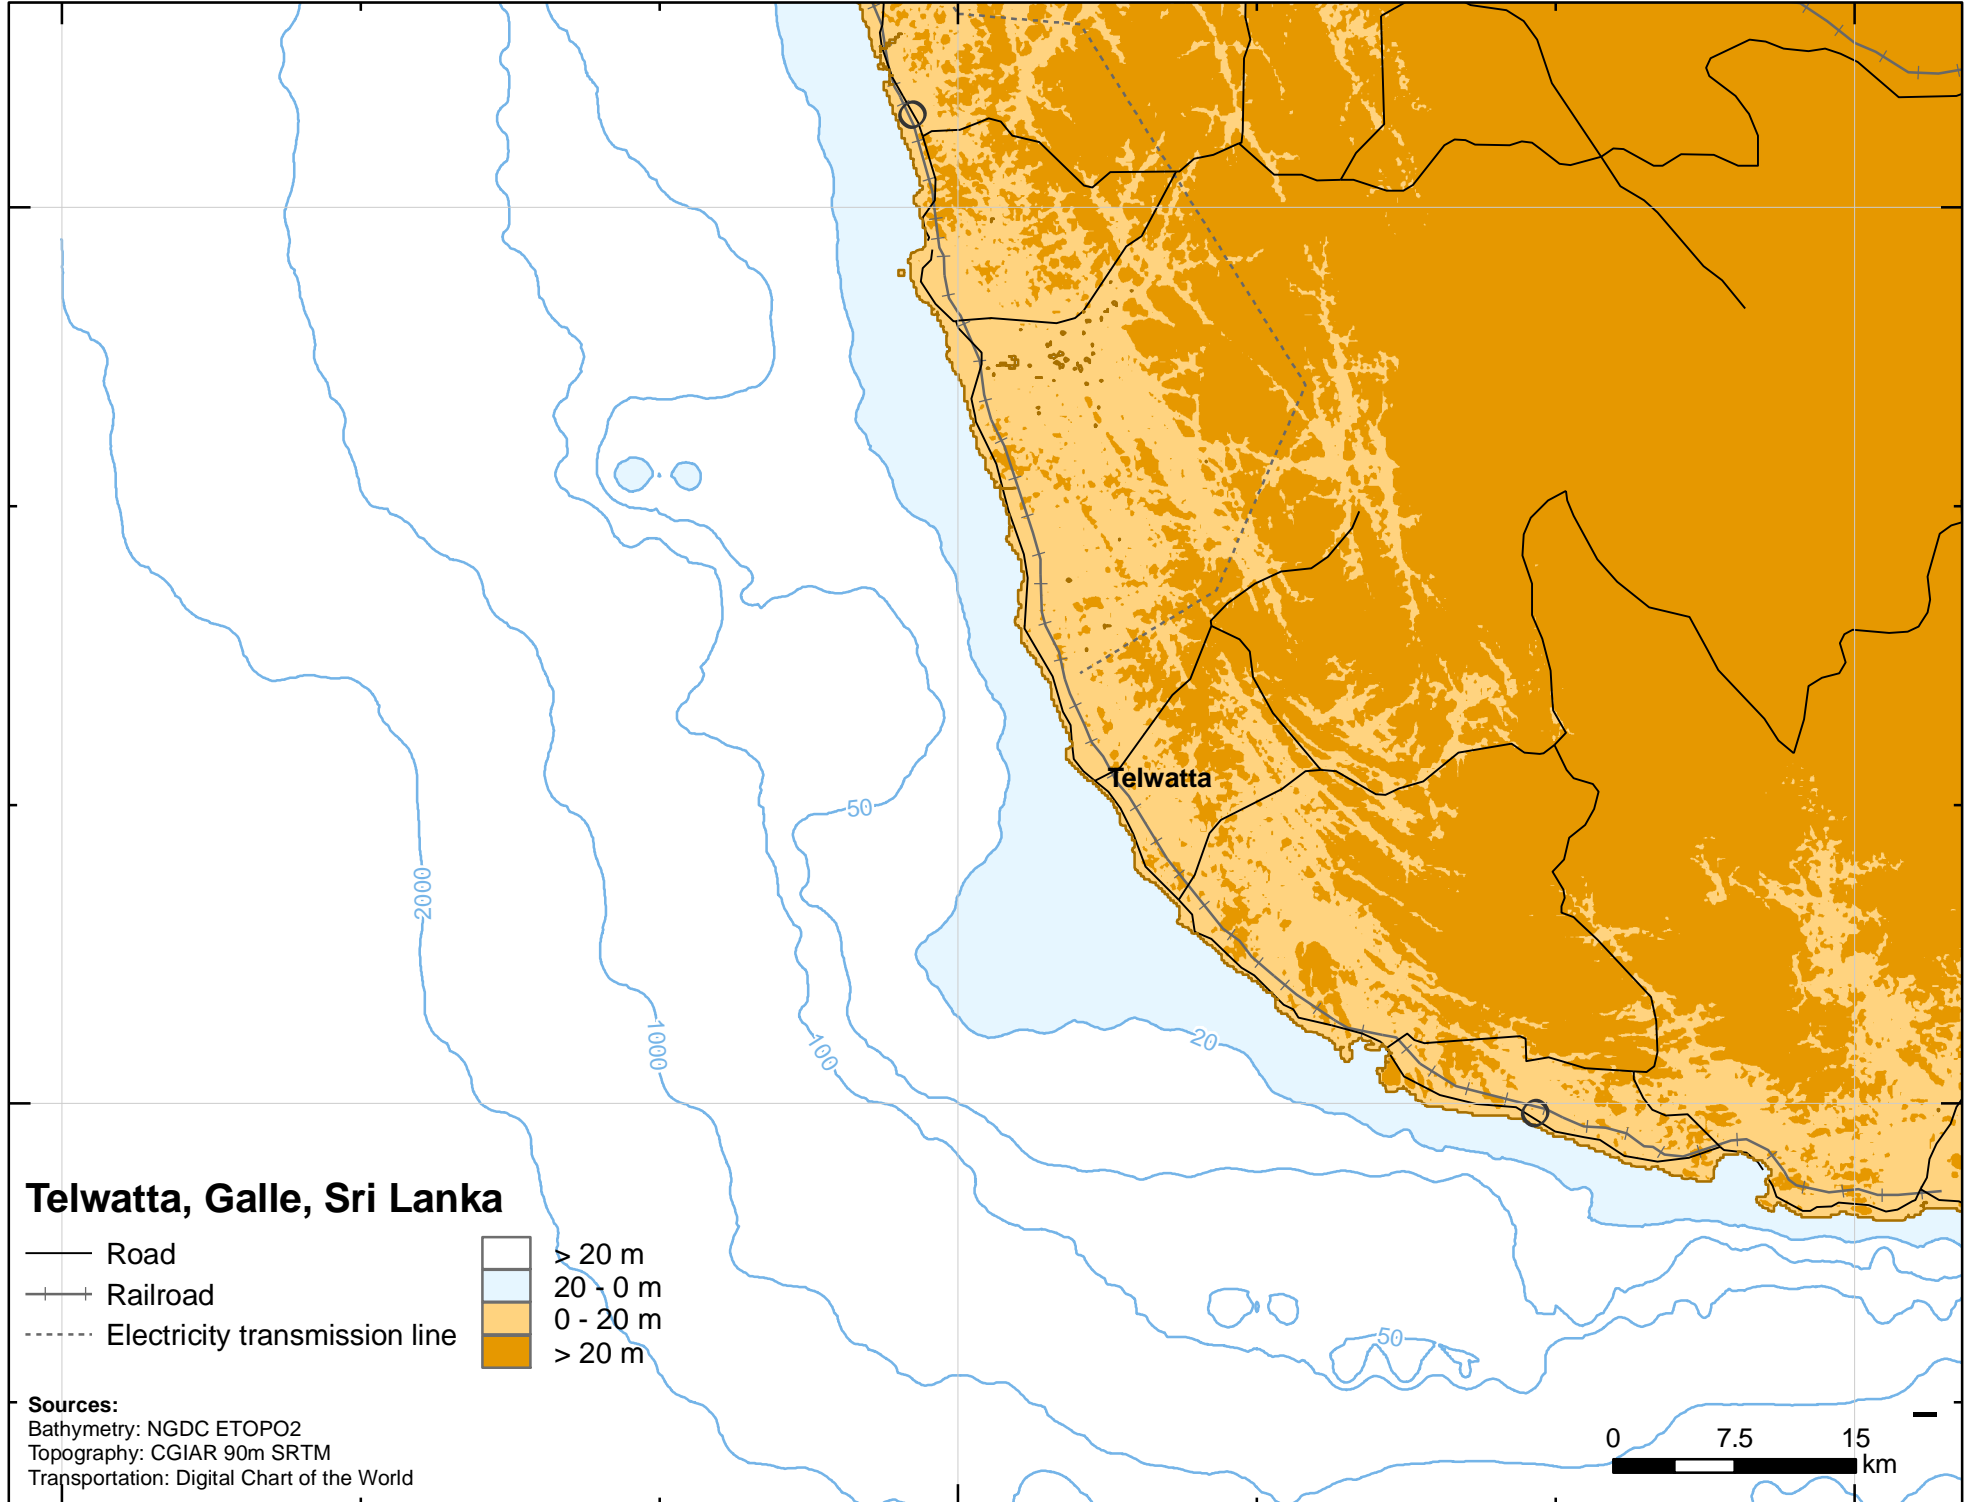 Telwatta
50
2000
1000
100
20
50
Telwatta, Galle, Sri Lanka
Road
Railroad
Electricity transmission line
> 20 m
20 - 0 m
0 - 20 m
> 20 m
Sources:
Bathymetry: NGDC ETOPO2
Topography: CGIAR 90m SRTM
Transportation: Digital Chart of the World
0 7.5 15
km